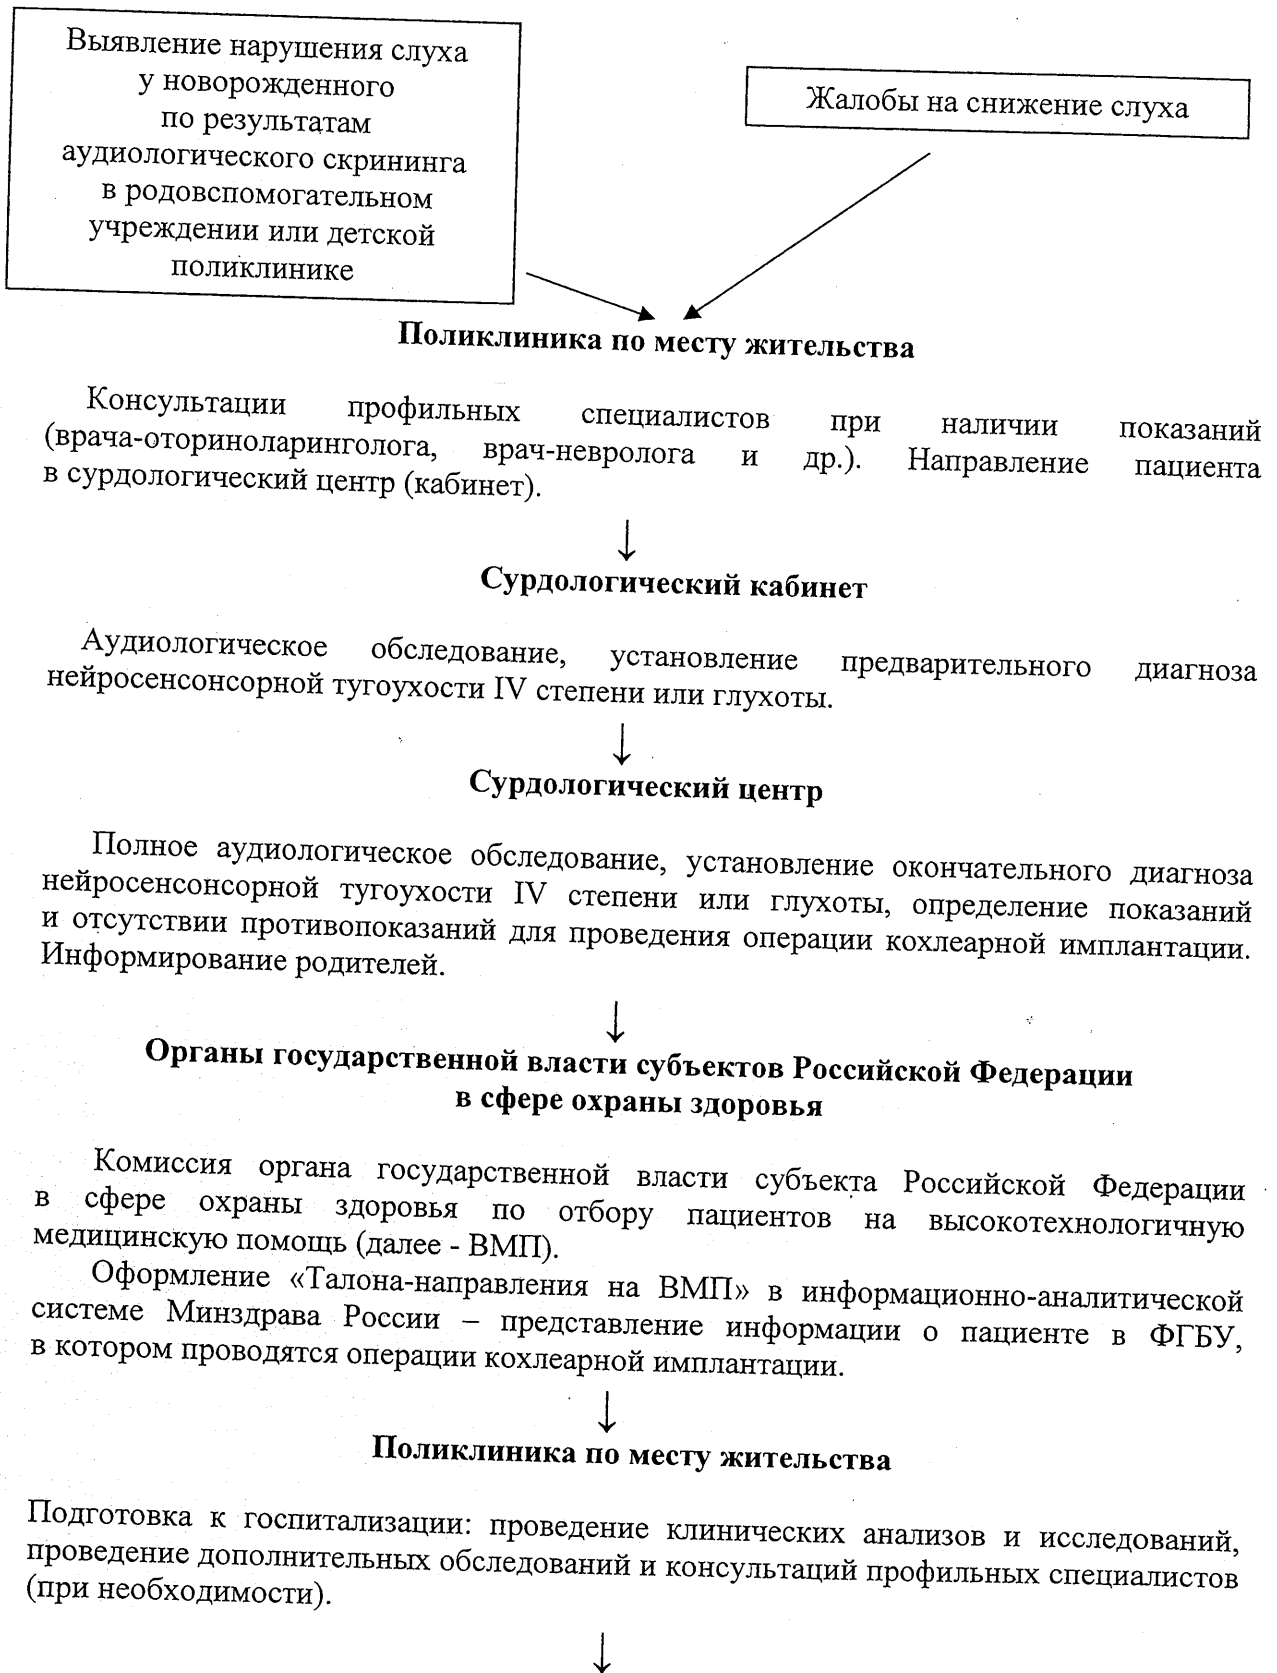 Выявление нарушения слуха
у новорожденного
по результатам
аудиологического скрининга
в родовспомогательном
учреждении или детской
поликлинике
Жалобы на снижение слуха
Поликлиника по месту жительства
Консультации профильных специалистов при наличии показаний
(врача-оториноларинголога, врач-невролога и др.). Направление пациента
в сурдологический центр (кабинет).
↓
Сурдологический кабинет
Аудиологическое обследование, установление предварительного диагноза
нейросенсонсорной тугоухости IV степени или глухоты.
↓
Сурдологический центр
Полное аудиологическое обследование, установление окончательного диагноза
нейросенсонсорной тугоухости IV степени или глухоты, определение показаний
и отсутствии противопоказаний для проведения операции кохлеарной имплантации.
Информирование родителей.
↓
Органы государственной власти субъектов Российской Федерации
в сфере охраны здоровья
Комиссия органа государственной власти субъекта Российской Федерации
в сфере охраны здоровья по отбору пациентов на высокотехнологичную
медицинскую помощь (далее - ВМП).
Оформление «Талона-направления на ВМП» в информационно-аналитической
системе Минздрава России – представление информации о пациенте в ФГБУ,
в котором проводятся операции кохлеарной имплантации.
↓
Поликлиника по месту жительства
Подготовка к госпитализации: проведение клинических анализов и исследований,
проведение дополнительных обследований и консультаций профильных специалистов
(при необходимости).
↓